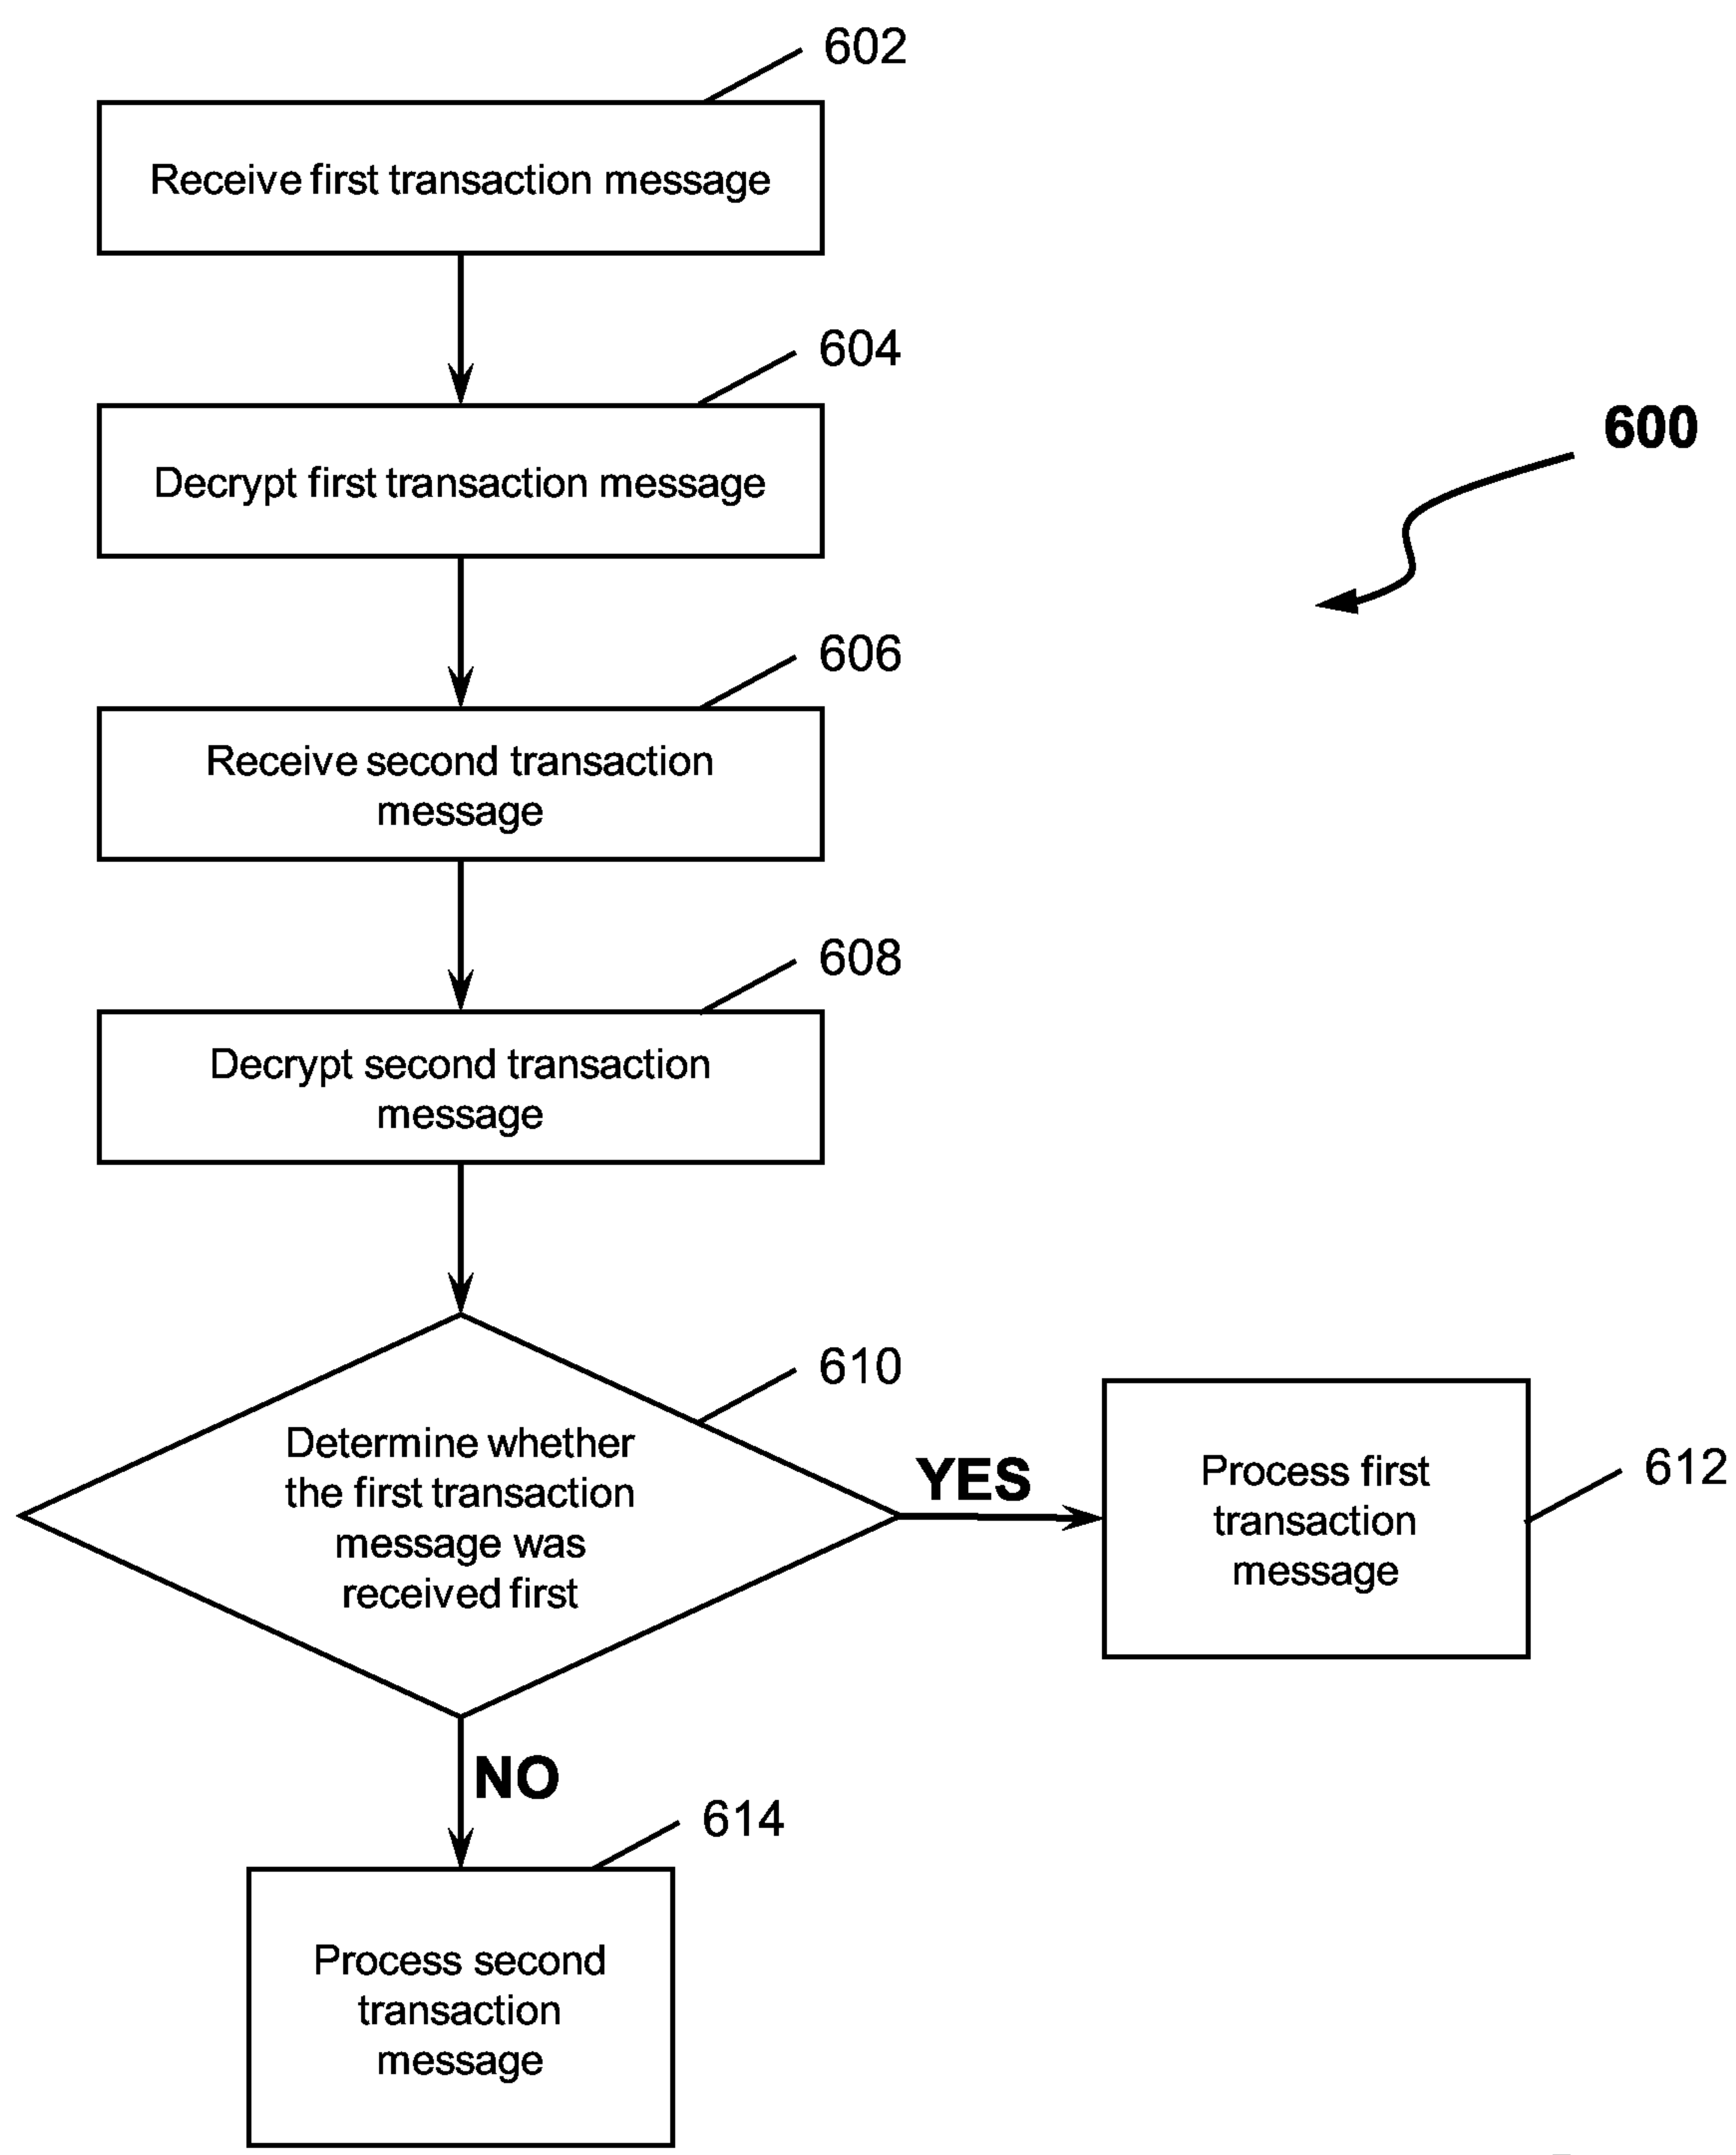 602
Receive first transaction message
604
Decrypt first transaction message
600
606
Receive second transaction
message
608
Decrypt second transaction
message
610
Determine whether
the first transaction
message was
received first
YES
Process first
transaction
message
612
NO
614
Process second
transaction
message